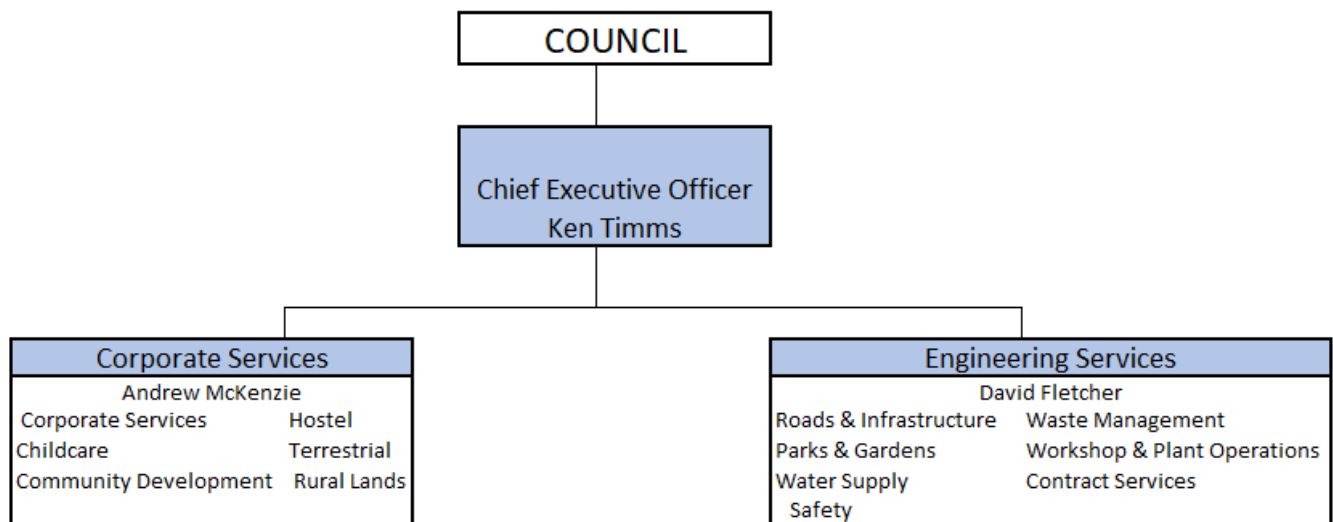 COUNCIL
Chief Executive Officer
Ken Timms
Corporate Services
Andrew McKenzie
Corporate Services Hostel
Childcare Terrestrial
Community Development Rural Lands
Engineering Services
David Fletcher
Roads & Infrastructure Waste Management
Parks & Gardens Workshop & Plant Operations
Water Supply Contract Services
Safety